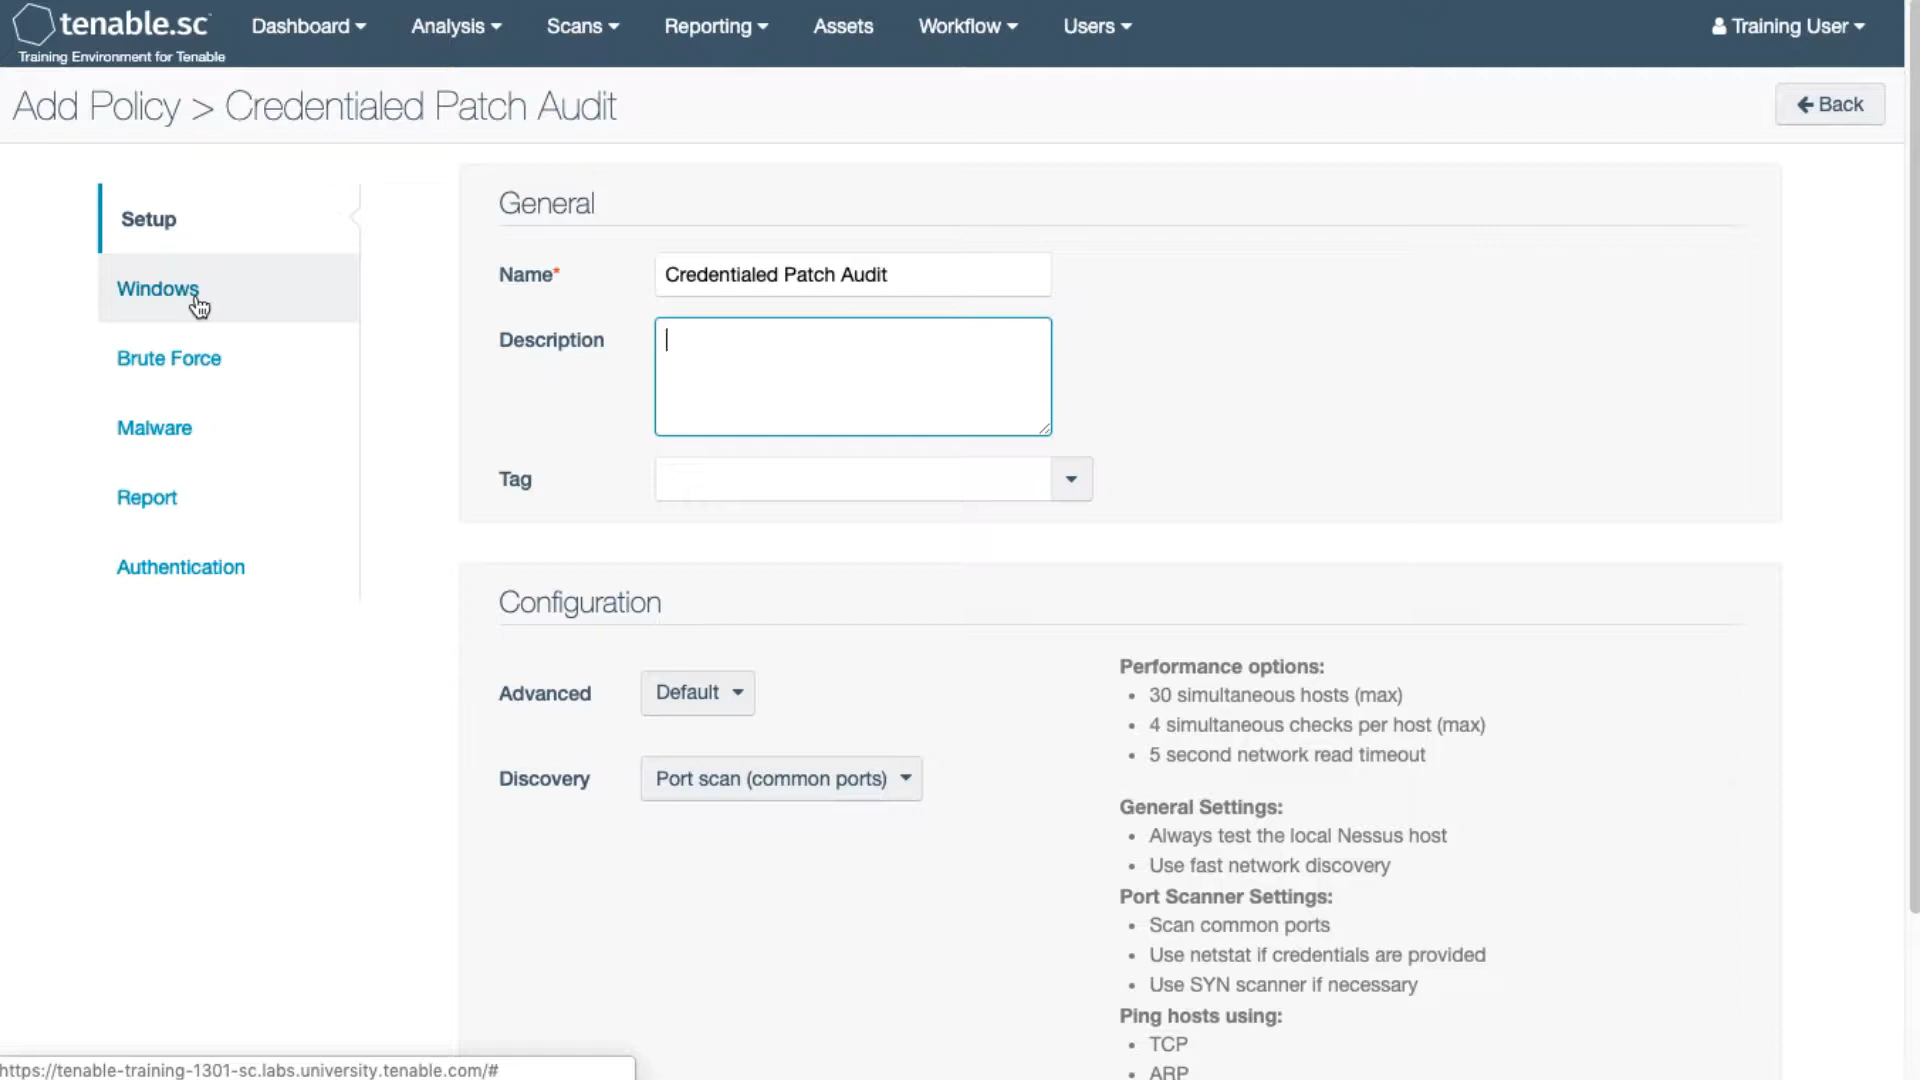 tenable.sc
Training Environment for Tenable
Dashboard
Analysis
Scans
Reporting
Assets
Workflow
Users
Training User
Add Policy > Credentialed Patch Audit
Back
Setup
Windows
Brute Force
Malware
Report
Authentication
General
Name*
Credentialed Patch Audit
Description
Tag
Configuration
Advanced
Default
Discovery
Port scan (common ports)
Performance options:
• 30 simultaneous hosts (max)
• 4 simultaneous checks per host (max)
• 5 second network read timeout
General Settings:
• Always test the local Nessus host
• Use fast network discovery
Port Scanner Settings:
• Scan common ports
• Use netstat if credentials are provided
• Use SYN scanner if necessary
Ping hosts using:
• TCP
• ARP
https://tenable-training-1301-sc.labs.university.tenable.com/#